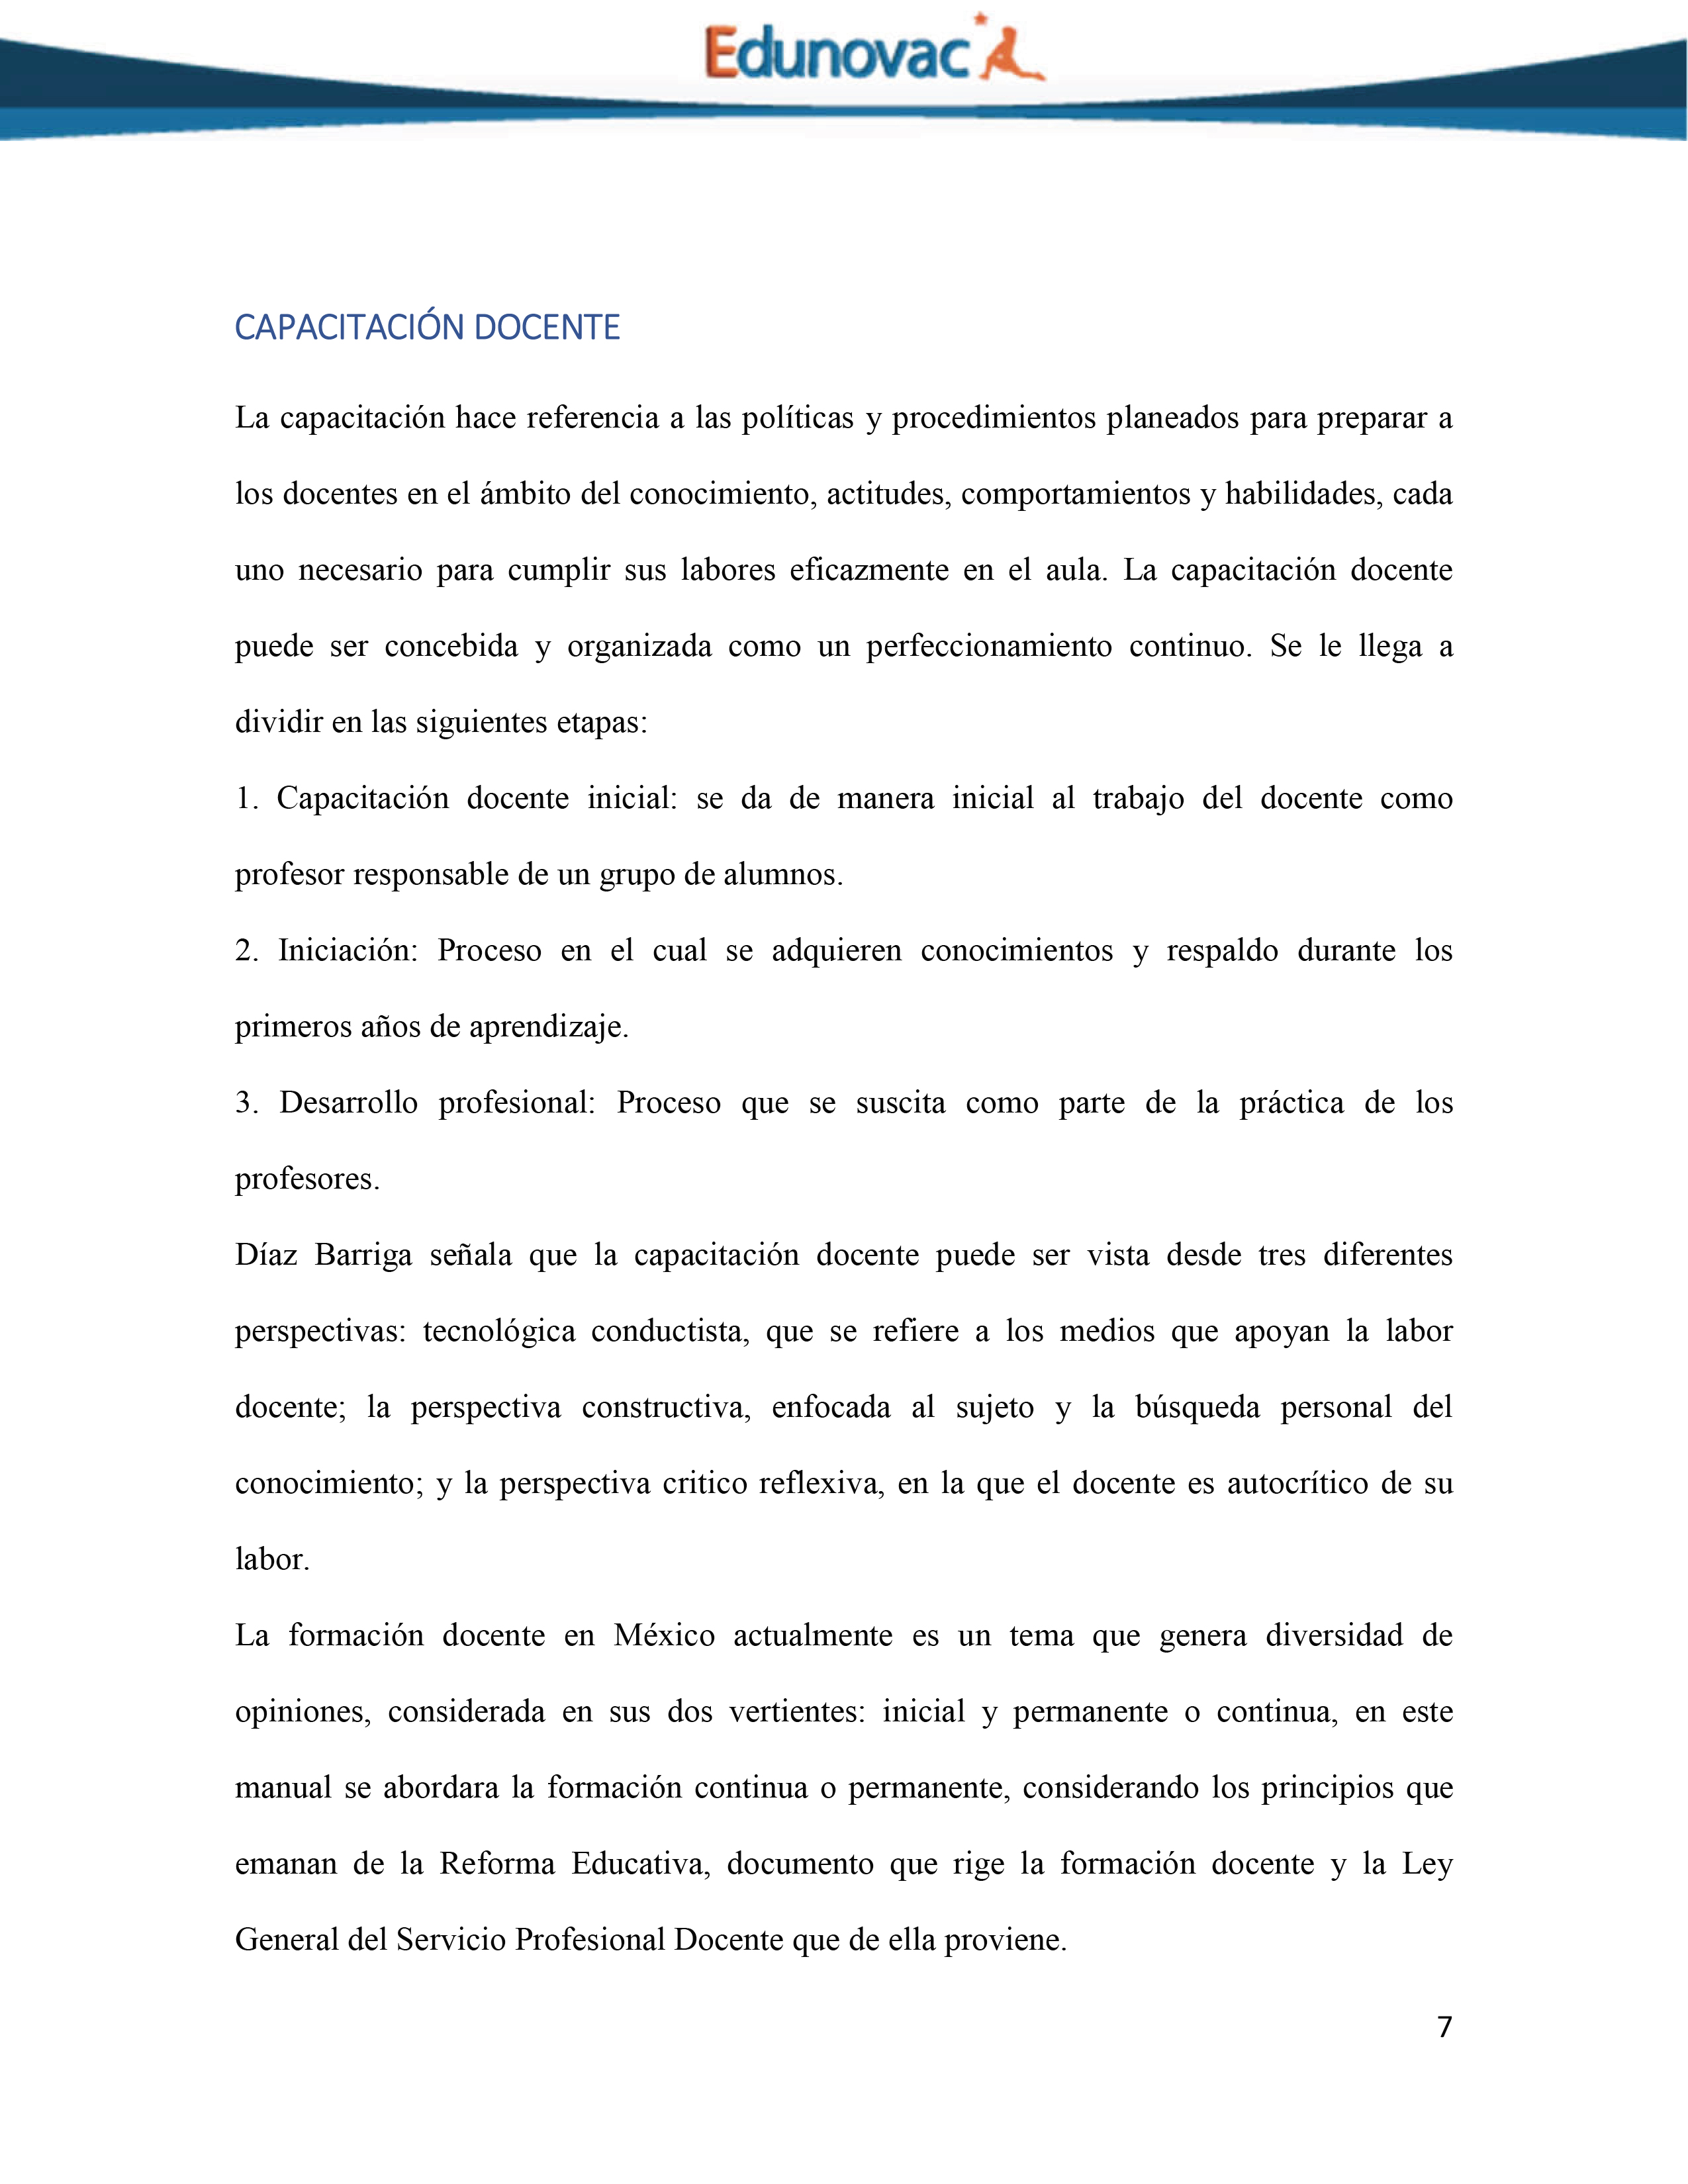 Edunovac
CAPACITACIÓN DOCENTE
La capacitación hace referencia a las políticas y procedimientos planeados para preparar a
los docentes en el ámbito del conocimiento, actitudes, comportamientos y habilidades, cada
uno necesario para cumplir sus labores eficazmente en el aula. La capacitación docente
puede ser concebida y organizada como un perfeccionamiento continuo. Se le llega a
dividir en las siguientes etapas:
1. Capacitación docente inicial: se da de manera inicial al trabajo del docente como
profesor responsable de un grupo de alumnos.
2. Iniciación: Proceso en el cual se adquieren conocimientos y respaldo durante los
primeros años de aprendizaje.
3. Desarrollo profesional: Proceso que se suscita como parte de la práctica de los
profesores.
Díaz Barriga señala que la capacitación docente puede ser vista desde tres diferentes
perspectivas: tecnológica conductista, que se refiere a los medios que apoyan la labor
docente; la perspectiva constructiva, enfocada al sujeto y la búsqueda personal del
conocimiento; y la perspectiva critico reflexiva, en la que el docente es autocrítico de su
labor.
La formación docente en México actualmente es un tema que genera diversidad de
opiniones, considerada en sus dos vertientes: inicial y permanente o continua, en este
manual se abordara la formación continua o permanente, considerando los principios que
emanan de la Reforma Educativa, documento que rige la formación docente y la Ley
General del Servicio Profesional Docente que de ella proviene.
7